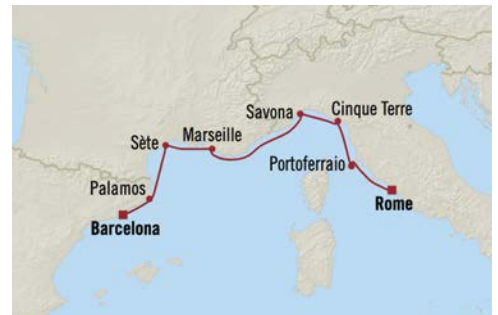 Savona
Cinque Terre
Sète
Marseille
Portoferraio
Palamos
Rome
Barcelona